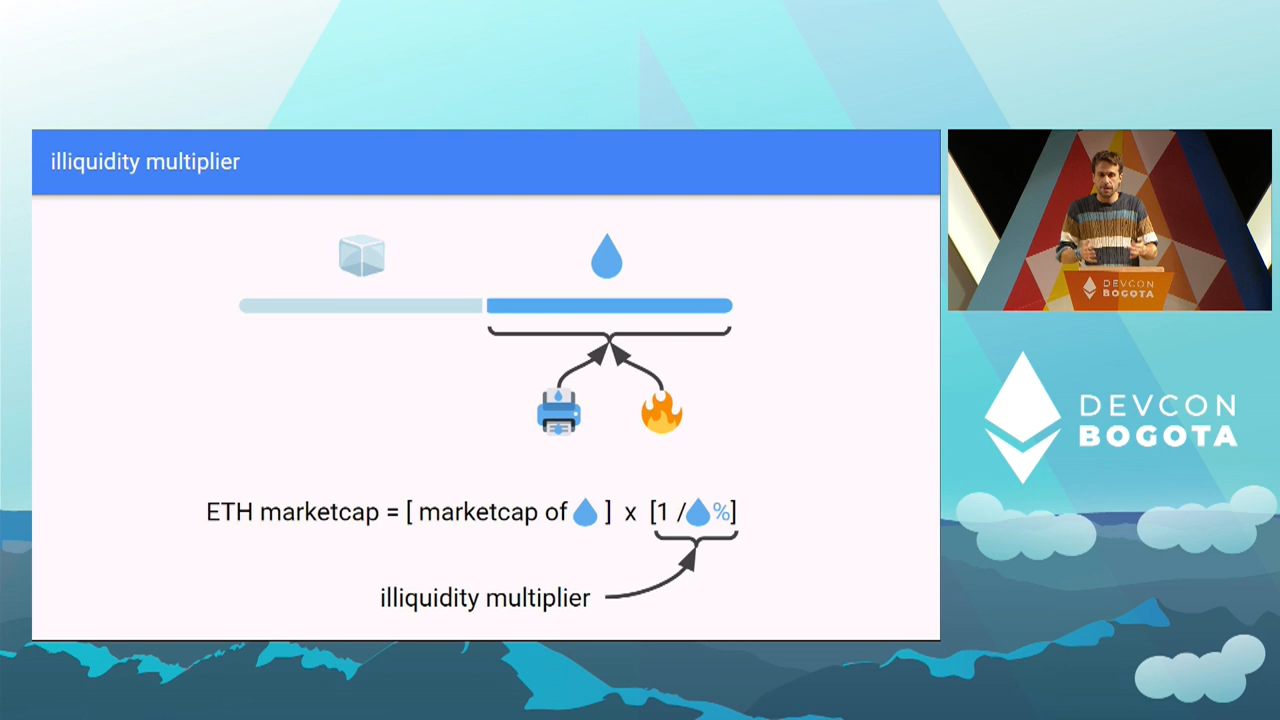 illiquidity multiplier
ETH marketcap = [ marketcap of 💧 ] x [1 /💧%]
illiquidity multiplier
DEVCON
BOGOTA
DEVCON
BOGOTA